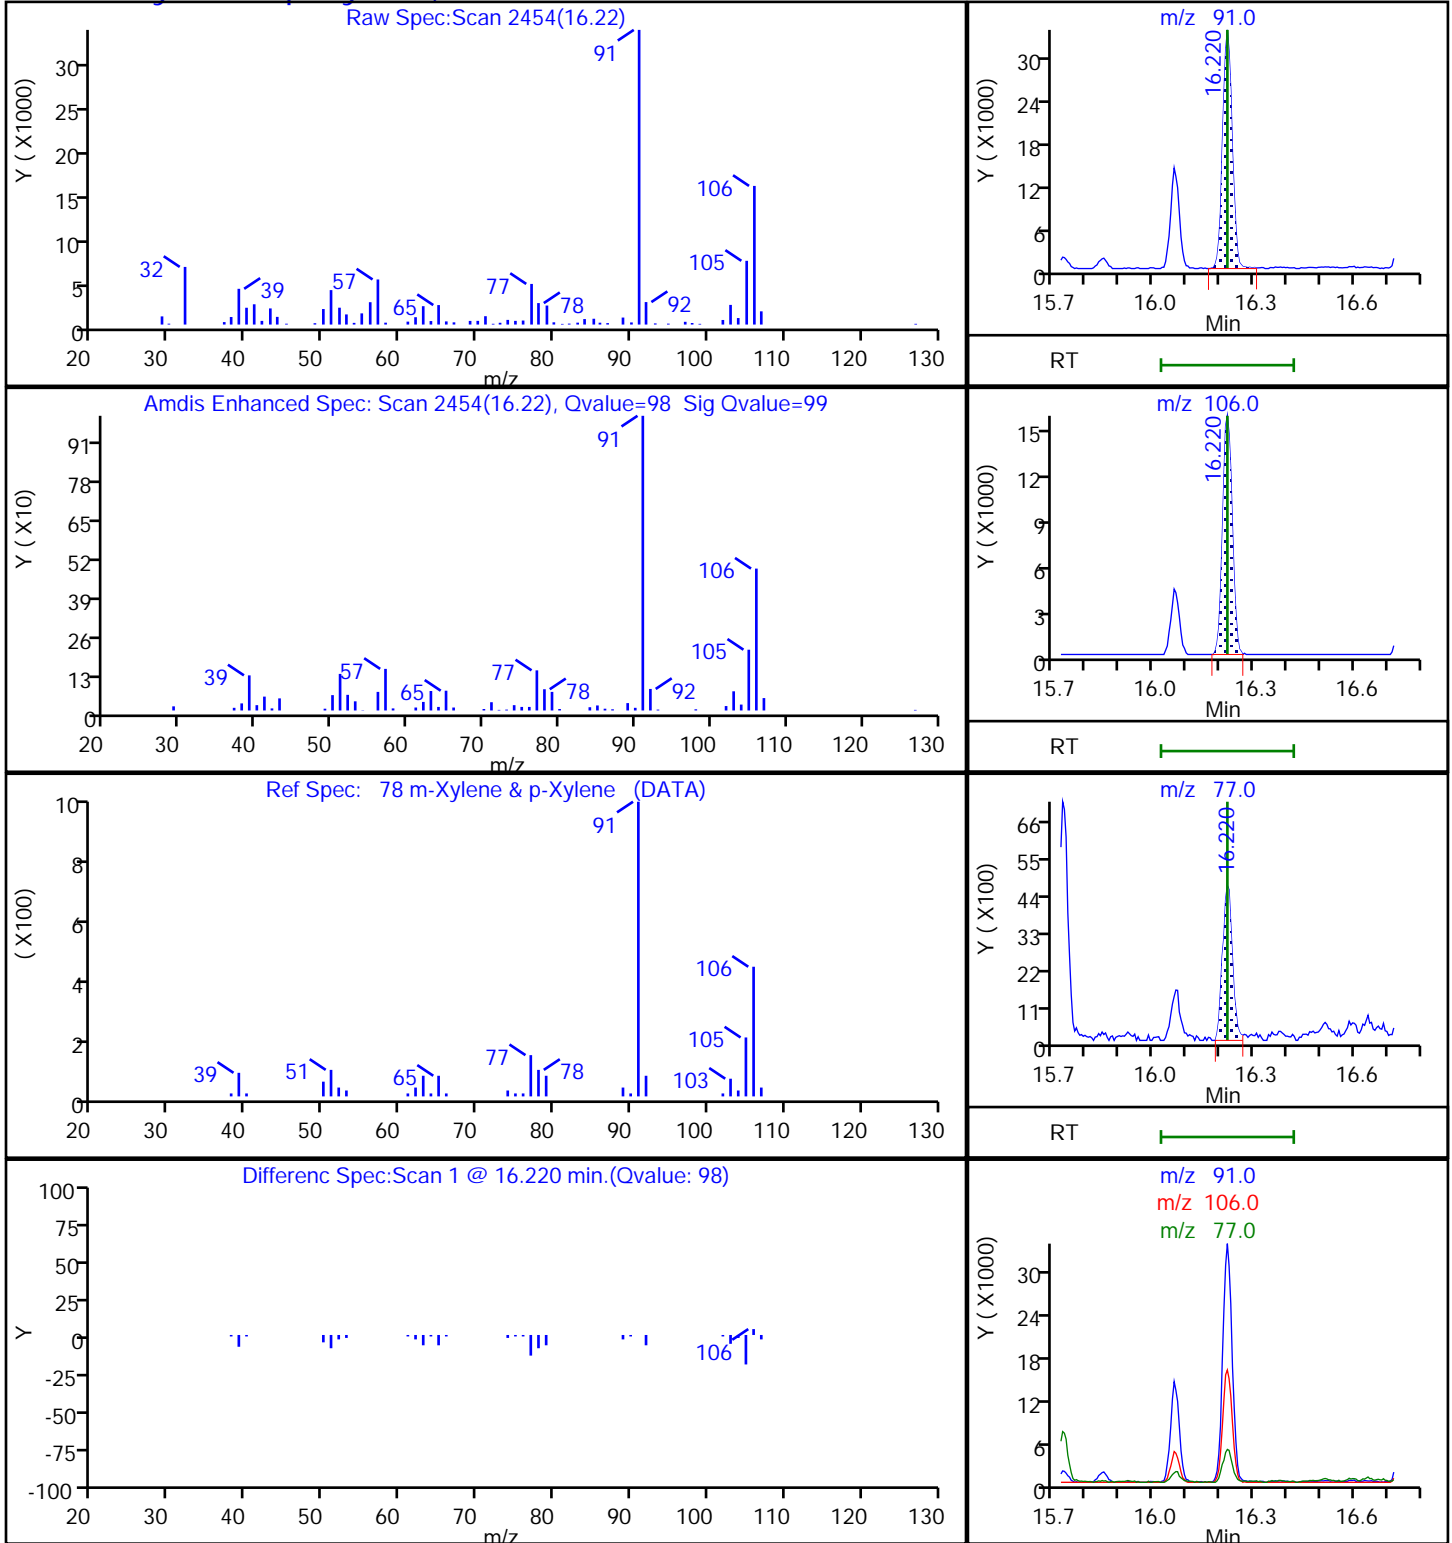 Raw Spec:Scan 2454(16.22)
Y ( X1000)
30
25
20
15
10
5
0
32
39
57
65
77
78
91
92
105
106
20 30 40 50 60 70 80 90 100 110 120 130
m/z
m/z 91.0
Y ( X1000)
30
24
18
12
6
0
16.220
15.7 16.0 16.3 16.6
Min
RT
Amdis Enhanced Spec: Scan 2454(16.22), Qvalue=98 Sig Qvalue=99
Y ( X10)
91
78
65
52
39
26
13
0
39
57
65
77
78
91
92
105
106
20 30 40 50 60 70 80 90 100 110 120 130
m/z
m/z 106.0
Y ( X1000)
15
12
9
6
3
0
16.220
15.7 16.0 16.3 16.6
Min
RT
Ref Spec: 78 m-Xylene & p-Xylene (DATA)
( X100)
10
8
6
4
2
0
39
51
65
77
78
91
103
105
106
20 30 40 50 60 70 80 90 100 110 120 130
m/z
m/z 77.0
Y ( X100)
66
55
44
33
22
11
0
16.220
15.7 16.0 16.3 16.6
Min
RT
Differenc Spec:Scan 1 @ 16.220 min.(Qvalue: 98)
Y
100
75
50
25
0
-25
-50
-75
-100
106
20 30 40 50 60 70 80 90 100 110 120 130
m/z
m/z 91.0
m/z 106.0
m/z 77.0
Y ( X1000)
30
24
18
12
6
0
15.7 16.0 16.3 16.6
Min